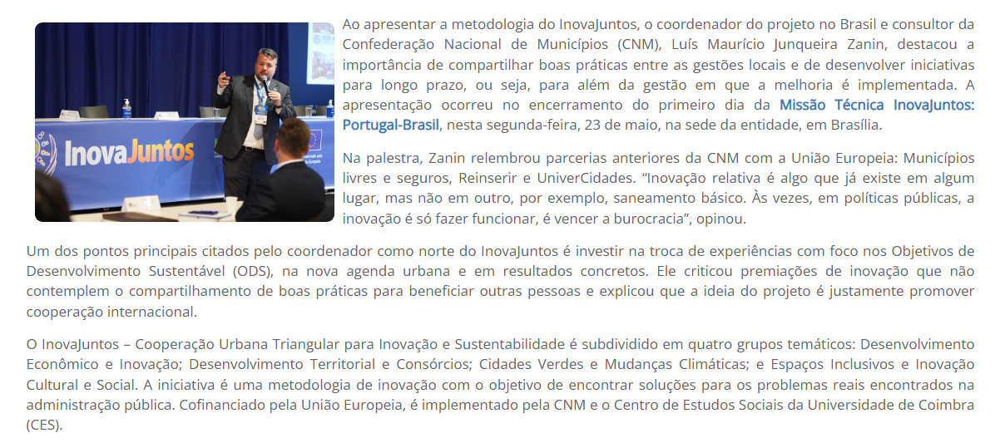 Ao apresentar a metodologia do InovaJuntos, o coordenador do projeto no Brasil e consultor da
Confederação Nacional de Municípios (CNM), Luís Maurício Junqueira Zanin, destacou a
importância de compartilhar boas práticas entre as gestões locais e de desenvolver iniciativas
para longo prazo, ou seja, para além da gestão em que a melhoria é implementada. A
apresentação ocorreu no encerramento do primeiro dia da Missão Técnica InovaJuntos:
Portugal-Brasil, nesta segunda-feira, 23 de maio, na sede da entidade, em Brasília.
InovaJuntos
Na palestra, Zanin relembrou parcerias anteriores da CNM com a União Europeia: Municípios
livres e seguros, Reinserir e UniverCidades. “Inovação relativa é algo que já existe em algum
lugar, mas não em outro, por exemplo, saneamento básico. Às vezes, em políticas públicas, a
inovação é só fazer funcionar, é vencer a burocracia”, opinou.
Um dos pontos principais citados pelo coordenador como norte do InovaJuntos é investir na troca de experiências com foco nos Objetivos de
Desenvolvimento Sustentável (ODS), na nova agenda urbana e em resultados concretos. Ele criticou premiações de inovação que não
contemplem o compartilhamento de boas práticas para beneficiar outras pessoas e explicou que a ideia do projeto é justamente promover
cooperação internacional.
O InovaJuntos – Cooperação Urbana Triangular para Inovação e Sustentabilidade é subdividido em quatro grupos temáticos: Desenvolvimento
Econômico e Inovação; Desenvolvimento Territorial e Consórcios; Cidades Verdes e Mudanças Climáticas; e Espaços Inclusivos e Inovação
Cultural e Social. A iniciativa é uma metodologia de inovação com o objetivo de encontrar soluções para os problemas reais encontrados na
administração pública. Cofinanciado pela União Europeia, é implementado pela CNM e o Centro de Estudos Sociais da Universidade de Coimbra
(CES).